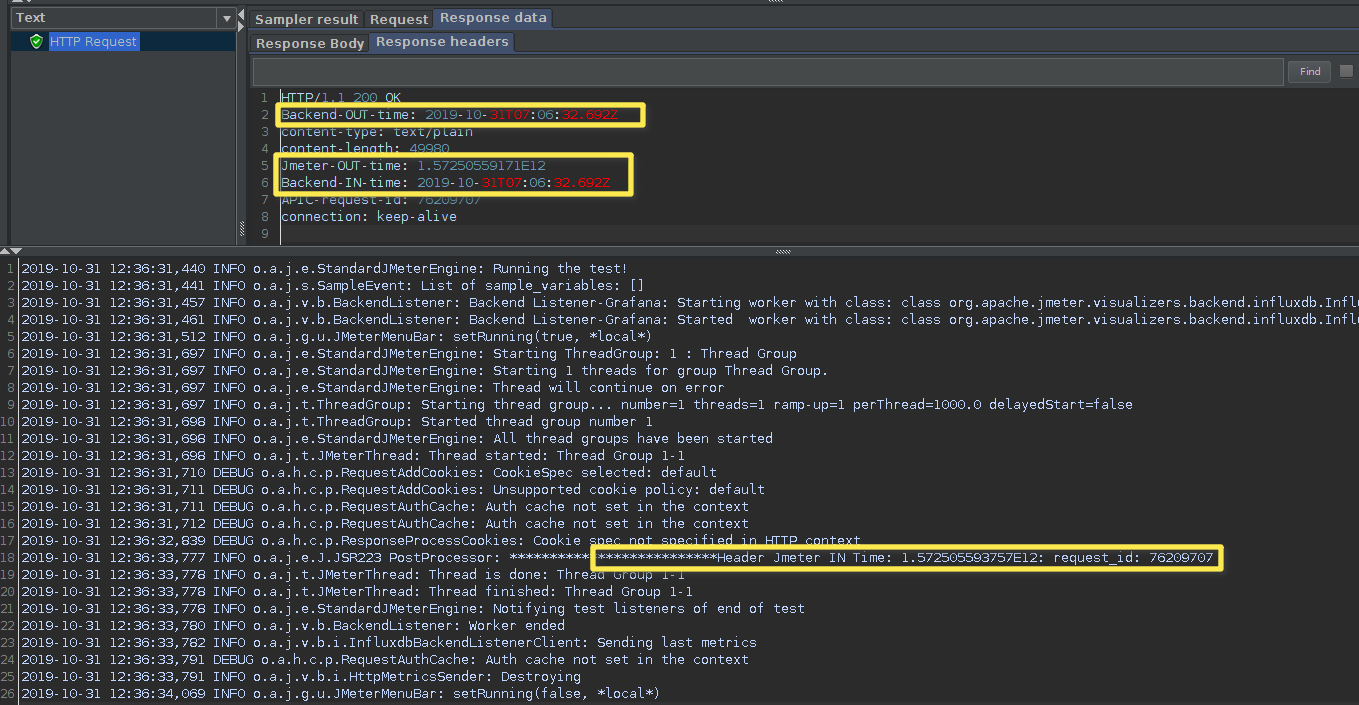 Text
HTTP Request
Sampler result Request Response data
Response Body Response headers
Find
1 HTTP/1.1 200 OK
2 Backend-OUT-time: 2019-10-31T07:06:32.692Z
3 content-type: text/plain
4 content-length: 49980
5 Jmeter-OUT-time: 1.57250559171E12
6 Backend-IN-time: 2019-10-31T07:06:32.692Z
7 APIC-request-id: 76209707
8 connection: keep-alive
9
1 2019-10-31 12:36:31,440 INFO o.a.j.e.StandardJMeterEngine: Running the test!
2 2019-10-31 12:36:31,441 INFO o.a.j.s.SampleEvent: List of sample_variables: []
3 2019-10-31 12:36:31,457 INFO o.a.j.v.b.BackendListener: Backend Listener-Grafana: Starting worker with class: class org.apache.jmeter.visualizers.backend.influxdb.Influ
4 2019-10-31 12:36:31,461 INFO o.a.j.v.b.BackendListener: Backend Listener-Grafana: Started  worker with class: class org.apache.jmeter.visualizers.backend.influxdb.Influ
5 2019-10-31 12:36:31,512 INFO o.a.j.g.u.JMeterMenuBar: setRunning(true, *local*)
6 2019-10-31 12:36:31,697 INFO o.a.j.e.StandardJMeterEngine: Starting ThreadGroup: 1 : Thread Group
7 2019-10-31 12:36:31,697 INFO o.a.j.e.StandardJMeterEngine: Starting 1 threads for group Thread Group.
8 2019-10-31 12:36:31,697 INFO o.a.j.e.StandardJMeterEngine: Thread will continue on error
9 2019-10-31 12:36:31,697 INFO o.a.j.t.ThreadGroup: Starting thread group... number=1 threads=1 ramp-up=1 perThread=1000.0 delayedStart=false
10 2019-10-31 12:36:31,698 INFO o.a.j.t.ThreadGroup: Started thread group number 1
11 2019-10-31 12:36:31,698 INFO o.a.j.e.StandardJMeterEngine: All thread groups have been started
12 2019-10-31 12:36:31,698 INFO o.a.j.t.JMeterThread: Thread started: Thread Group 1-1
13 2019-10-31 12:36:31,710 DEBUG o.a.h.c.p.RequestAddCookies: CookieSpec selected: default
14 2019-10-31 12:36:31,711 DEBUG o.a.h.c.p.RequestAddCookies: Unsupported cookie policy: default
15 2019-10-31 12:36:31,711 DEBUG o.a.h.c.p.RequestAuthCache: Auth cache not set in the context
16 2019-10-31 12:36:31,712 DEBUG o.a.h.c.p.RequestAuthCache: Auth cache not set in the context
17 2019-10-31 12:36:32,839 DEBUG o.a.h.c.p.ResponseProcessCookies: Cookie spec not specified in HTTP context
18 2019-10-31 12:36:33,777 INFO o.a.j.e.J.JSR223 PostProcessor: **************************Header Jmeter IN Time: 1.572505593757E12: request_id: 76209707
19 2019-10-31 12:36:33,778 INFO o.a.j.t.JMeterThread: Thread is done: Thread Group 1-1
20 2019-10-31 12:36:33,778 INFO o.a.j.t.JMeterThread: Thread finished: Thread Group 1-1
21 2019-10-31 12:36:33,778 INFO o.a.j.e.StandardJMeterEngine: Notifying test listeners of end of test
22 2019-10-31 12:36:33,780 INFO o.a.j.v.b.BackendListener: Worker ended
23 2019-10-31 12:36:33,782 INFO o.a.j.v.b.i.InfluxdbBackendListenerClient: Sending last metrics
24 2019-10-31 12:36:33,791 DEBUG o.a.h.c.p.RequestAuthCache: Auth cache not set in the context
25 2019-10-31 12:36:33,791 INFO o.a.j.v.b.i.HttpMetricsSender: Destroying
26 2019-10-31 12:36:34,069 INFO o.a.j.g.u.JMeterMenuBar: setRunning(false, *local*)